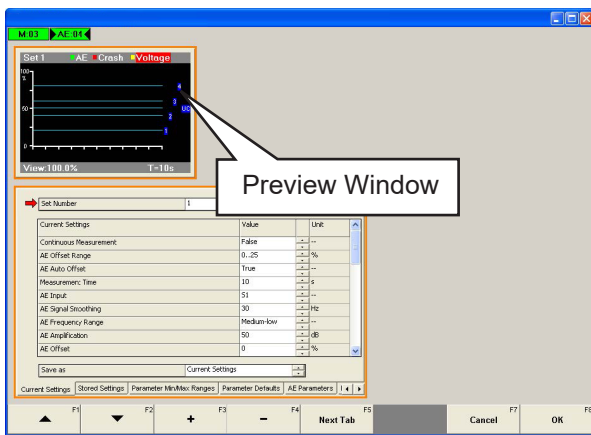 M:03 AE:04
Set 1 AE Crash Voltage
100
%
4
3
60
UC
2
1
0
View:100.0% T=10s
Preview Window
Set Number 1
Current Settings Value Unit
Continuous Measurement False --
AE Offset Range 0..25 %
AE Auto Offset True --
Measurement Time 10 s
AE Input 51 --
AE Signal Smoothing 30 Hz
AE Frequency Range Medium-low --
AE Amplification 50 dB
AE Offset 0 %
Save as Current Settings
Current Settings Stored Settings Parameter Min/Max Ranges Parameter Defaults AE Parameters
F1 F2 F3 F4 F5 F7 F8
+ – Next Tab Cancel OK